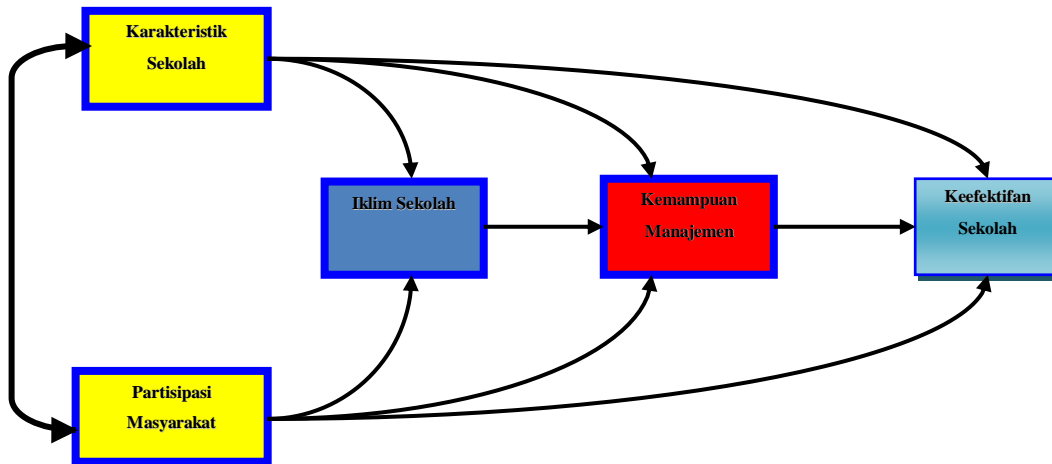 Karakteristik
Sekolah
Iklim Sekolah
Kemampuan
Manajemen
Keefektifan
Sekolah
Partisipasi
Masyarakat